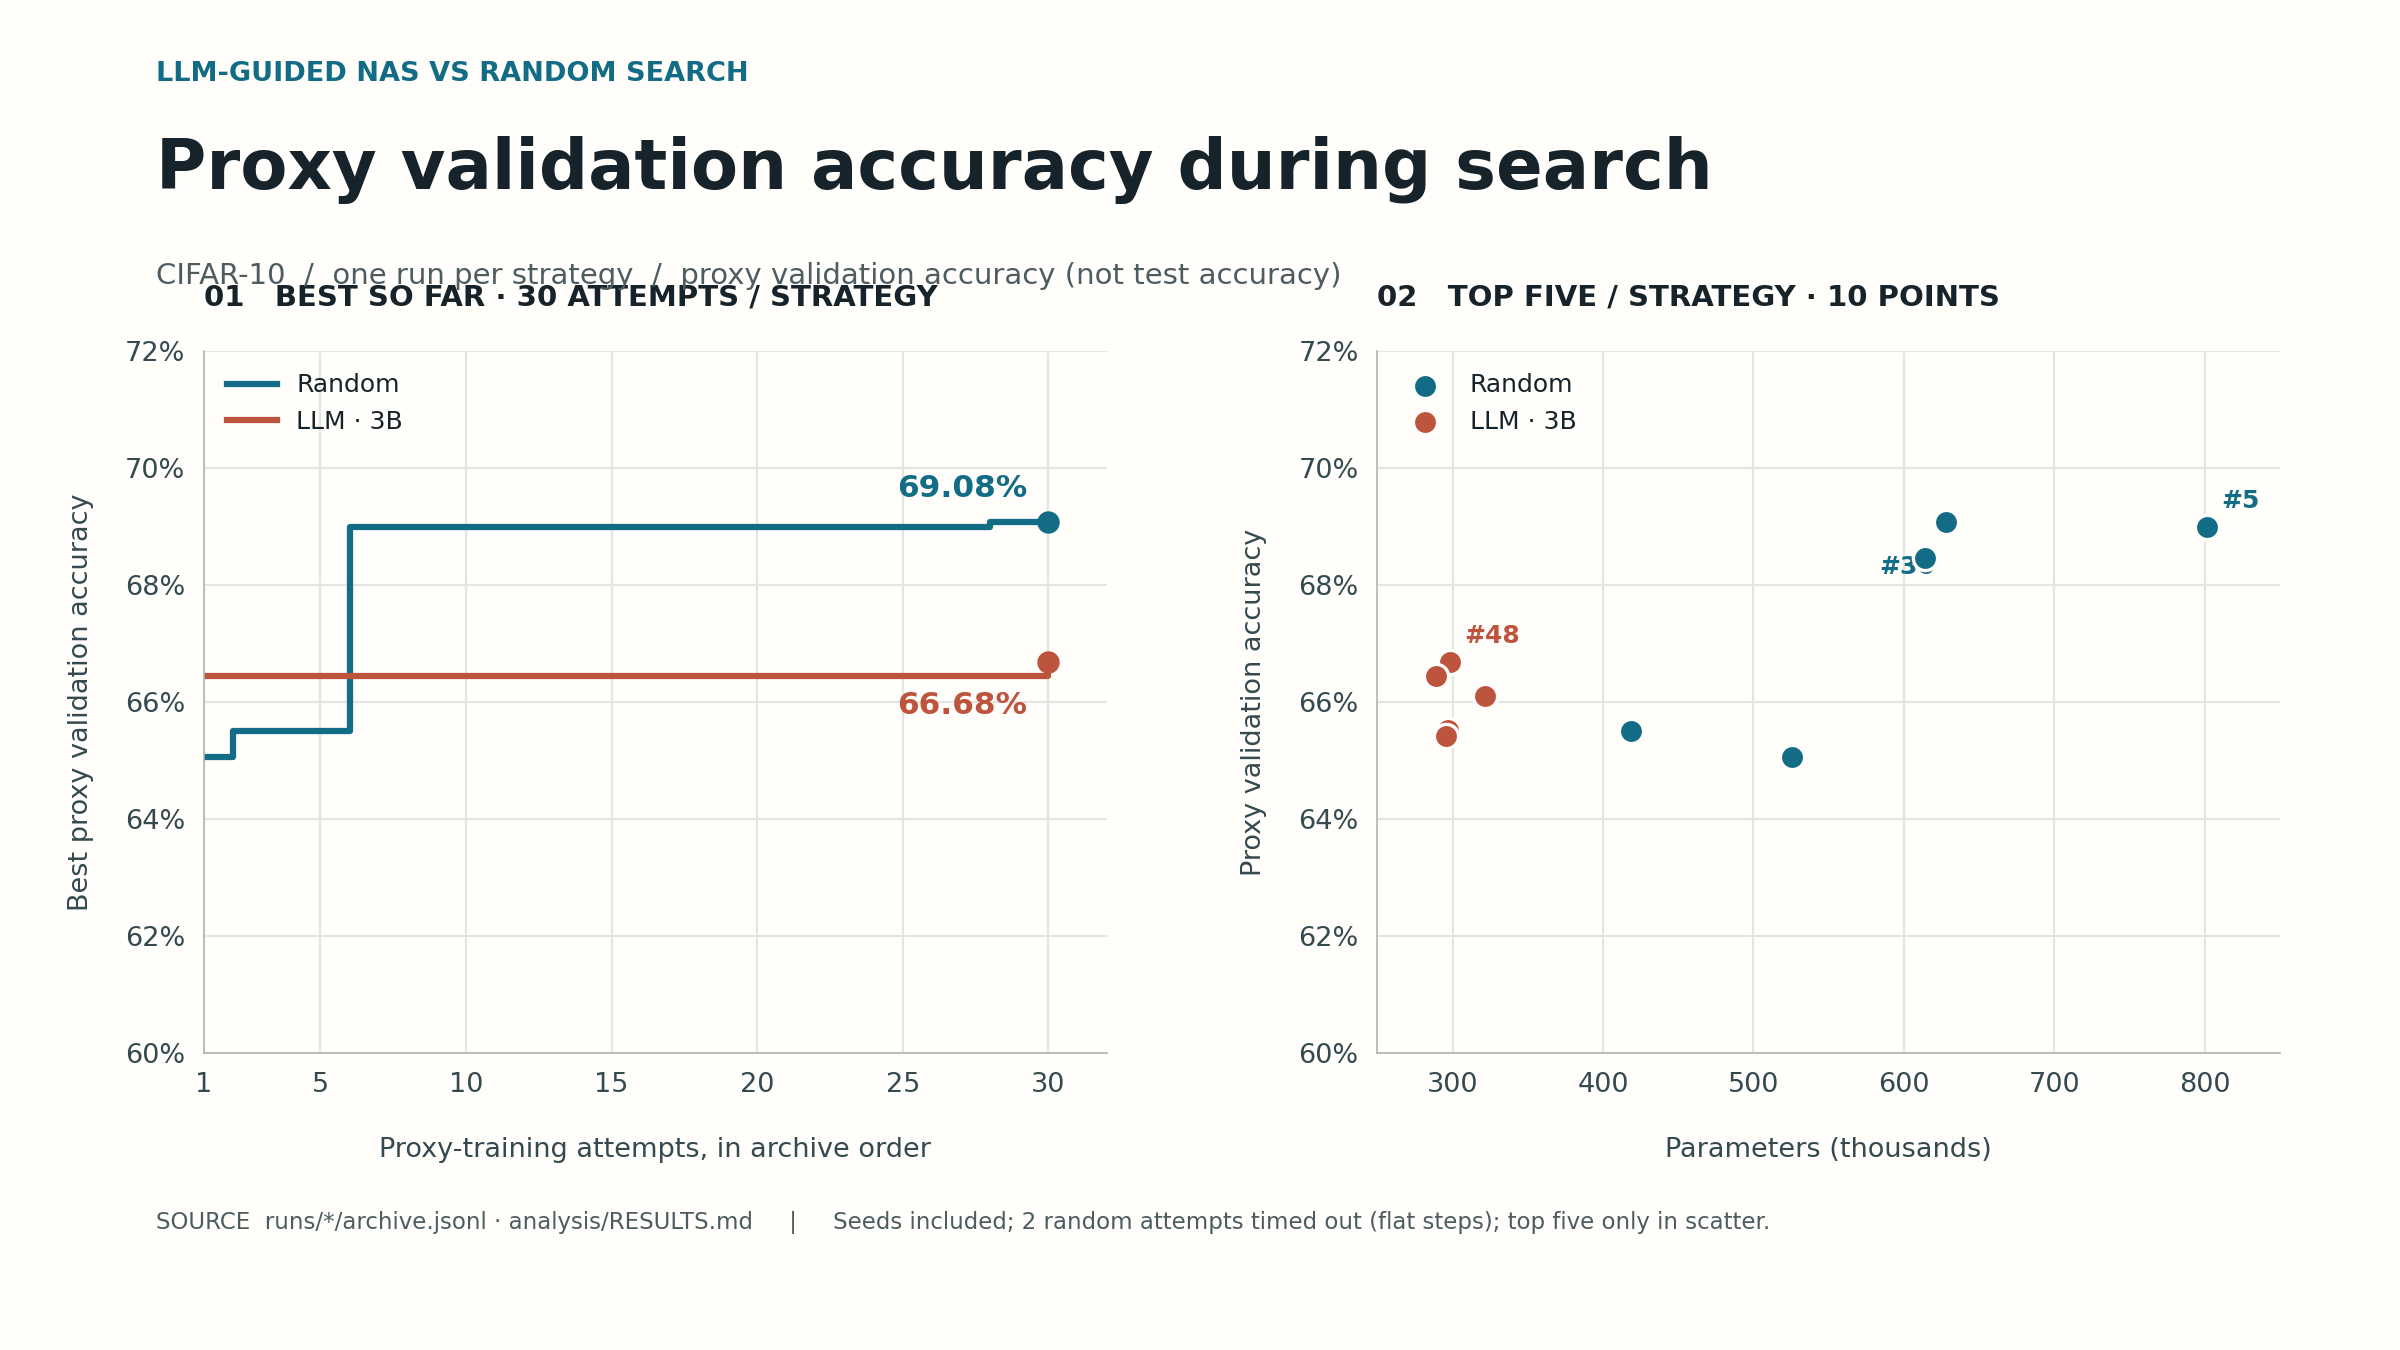 LLM-GUIDED NAS VS RANDOM SEARCH
Proxy validation accuracy during search
CIFAR-10 / one run per strategy / proxy validation accuracy (not test accuracy)
01 BEST SO FAR · 30 ATTEMPTS / STRATEGY
Best proxy validation accuracy
72%
70%
68%
66%
64%
62%
60%
Random
LLM · 3B
69.08%
66.68%
1 5 10 15 20 25 30
Proxy-training attempts, in archive order
02 TOP FIVE / STRATEGY · 10 POINTS
Proxy validation accuracy
72%
70%
68%
66%
64%
62%
60%
Random
LLM · 3B
#5
#48
300 400 500 600 700 800
Parameters (thousands)
SOURCE runs/*/archive.jsonl · analysis/RESULTS.md | Seeds included; 2 random attempts timed out (flat steps); top five only in scatter.